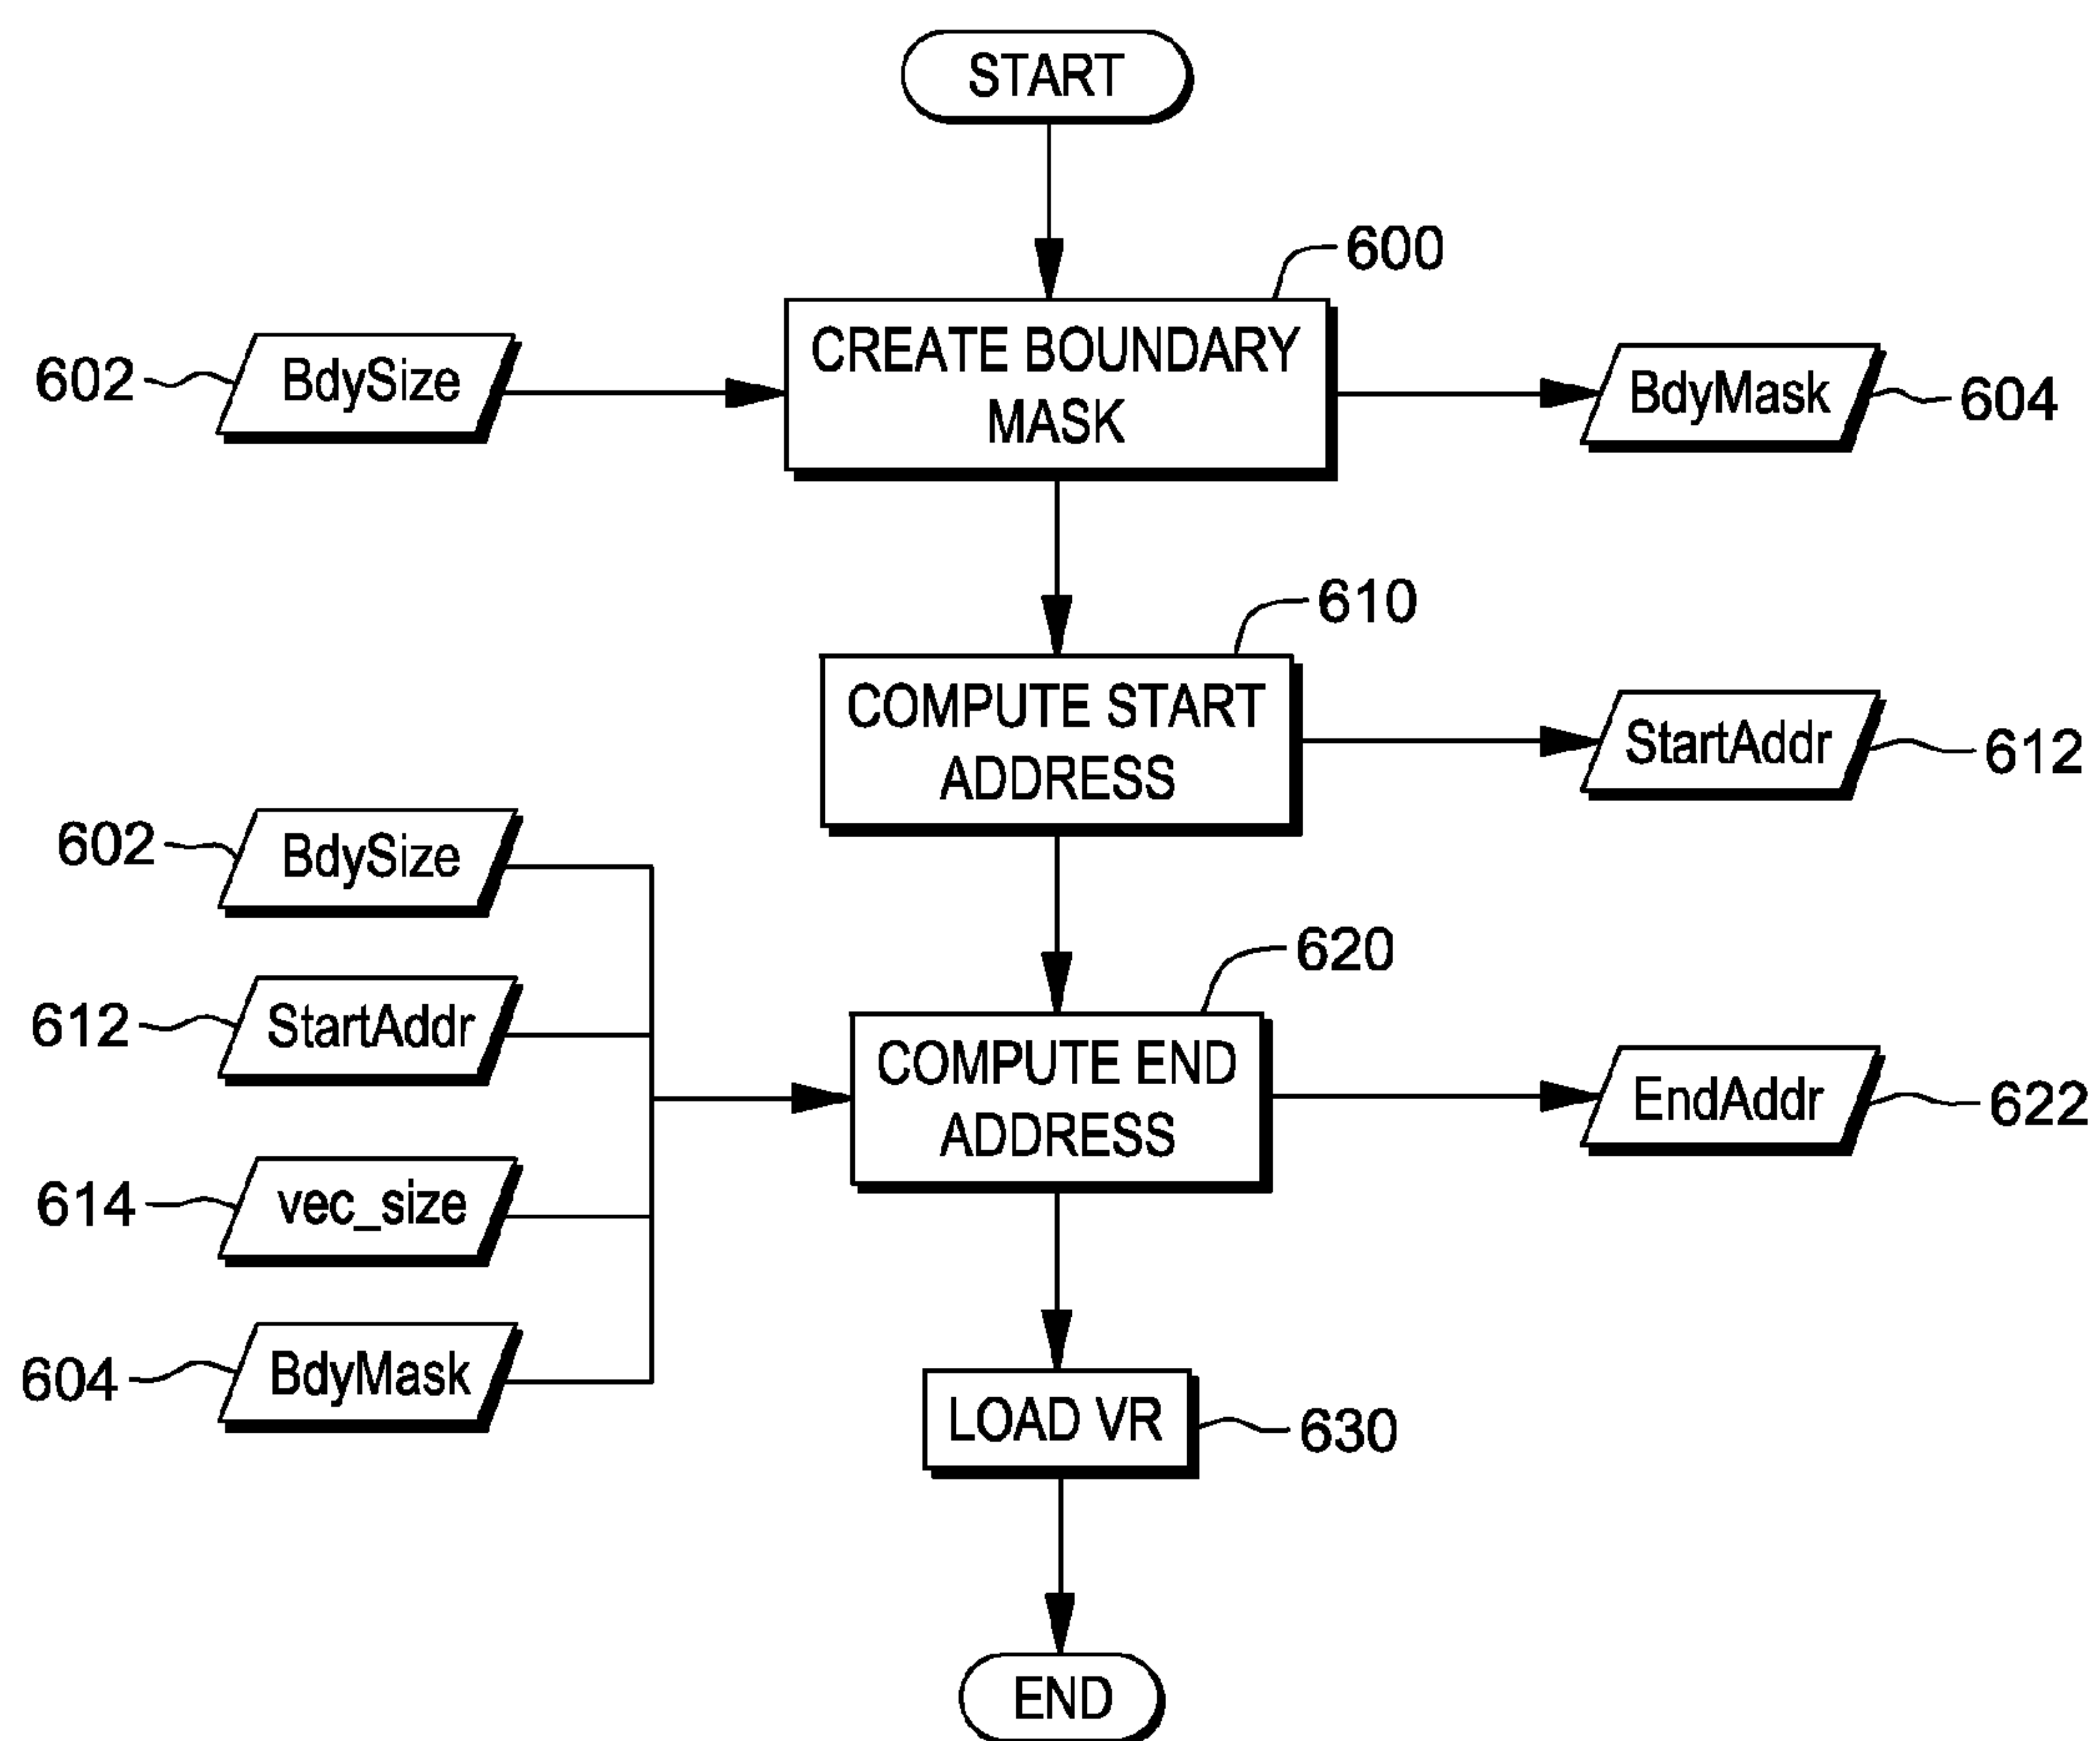 START
600
602
BdySize
CREATE BOUNDARY
MASK
BdyMask
604
610
COMPUTE START
ADDRESS
StartAddr
612
602
BdySize
620
612
StartAddr
COMPUTE END
ADDRESS
EndAddr
622
614
vec_size
604
BdyMask
LOAD VR
630
END